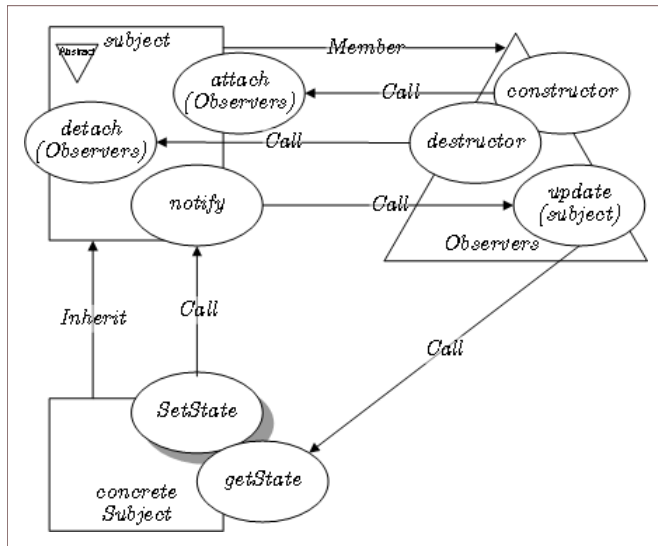 subject
Abstract
Member
attach
(Observers)
Call
constructor
detach
(Observers)
Call
destructor
notify
Call
update
(subject)
Observers
Inherit
Call
Call
SetState
getState
concrete
Subject